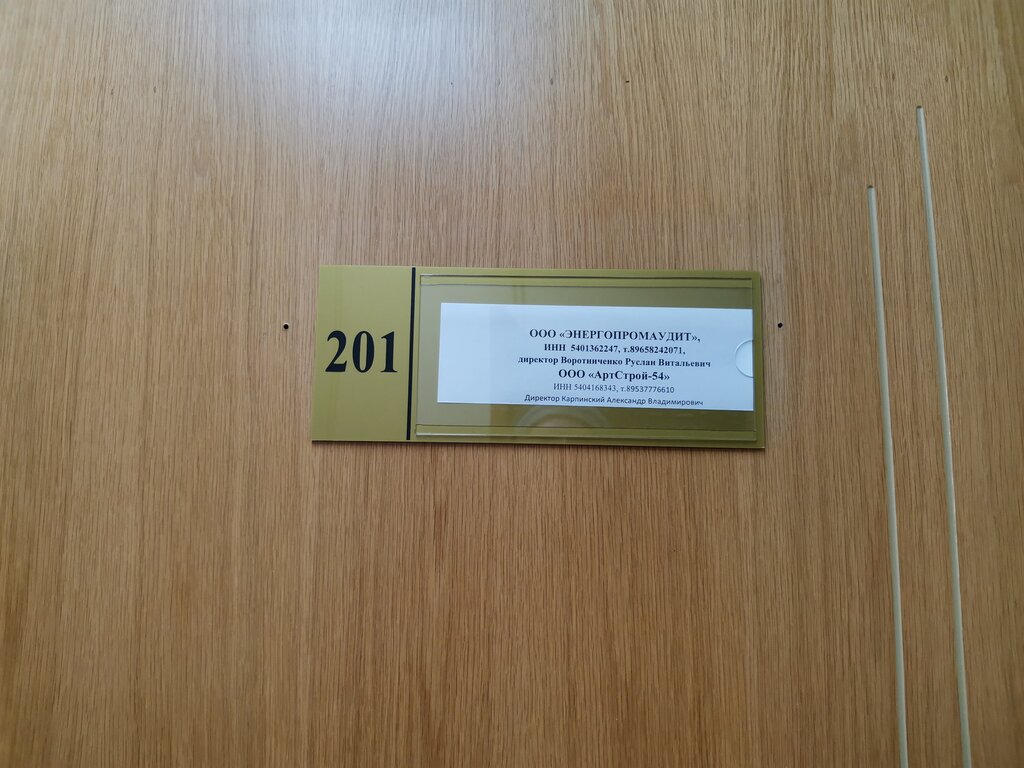 201
ООО «ЭНЕРГОПРОМАУДИТ»,
ИНН 5401362247, т.89658242071,
директор Воротниченко Руслан Витальевич
ООО «АртСтрой-54»
ИНН 5404168343, т.89537776610
Директор Карпинский Александр Владимирович